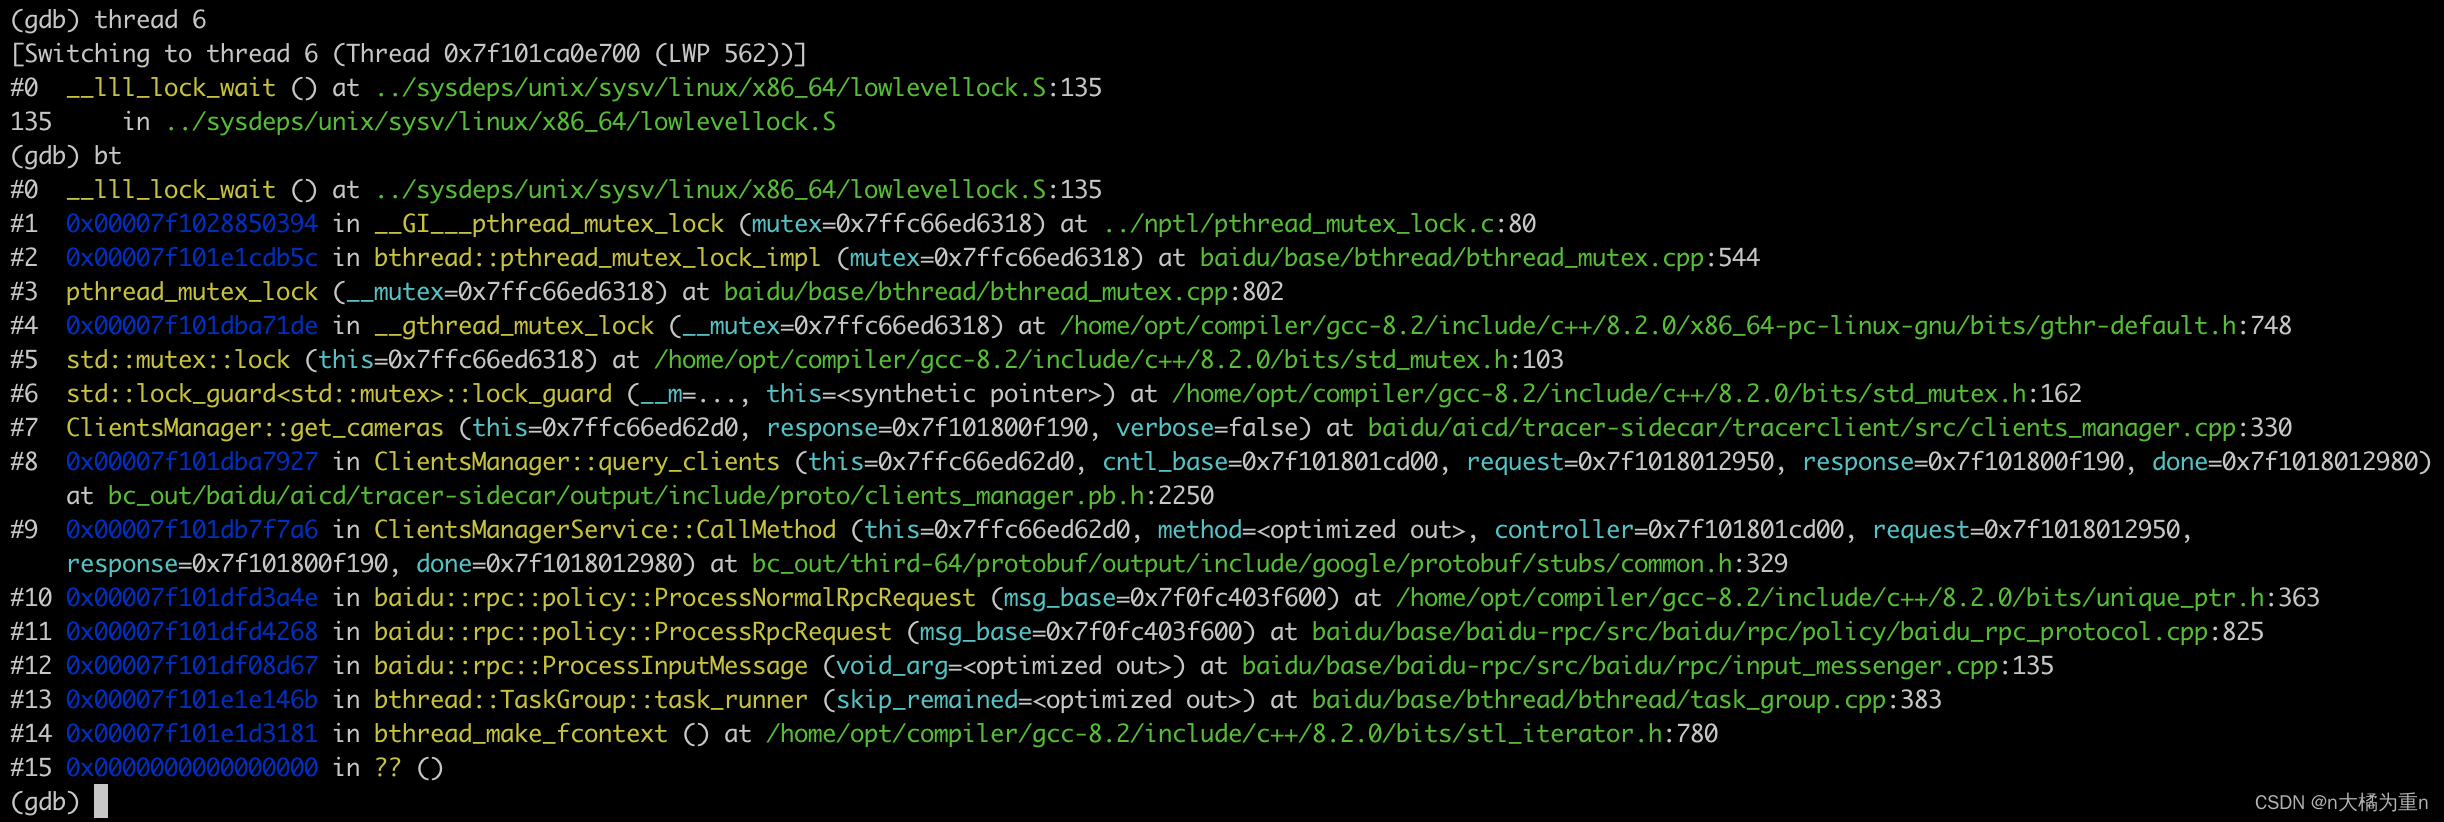 (gdb) thread 6
[Switching to thread 6 (Thread 0x7f101ca0e700 (LWP 562))]
#0  __lll_lock_wait () at ../sysdeps/unix/sysv/linux/x86_64/lowlevellock.S:135
135     in ../sysdeps/unix/sysv/linux/x86_64/lowlevellock.S
(gdb) bt
#0  __lll_lock_wait () at ../sysdeps/unix/sysv/linux/x86_64/lowlevellock.S:135
#1  0x00007f1028850394 in __GI___pthread_mutex_lock (mutex=0x7ffc66ed6318) at ../nptl/pthread_mutex_lock.c:80
#2  0x00007f101e1cdb5c in bthread::pthread_mutex_lock_impl (mutex=0x7ffc66ed6318) at baidu/base/bthread/bthread_mutex.cpp:544
#3  pthread_mutex_lock (__mutex=0x7ffc66ed6318) at baidu/base/bthread/bthread_mutex.cpp:802
#4  0x00007f101dba71de in __gthread_mutex_lock (__mutex=0x7ffc66ed6318) at /home/opt/compiler/gcc-8.2/include/c++/8.2.0/x86_64-pc-linux-gnu/bits/gthr-default.h:748
#5  std::mutex::lock (this=0x7ffc66ed6318) at /home/opt/compiler/gcc-8.2/include/c++/8.2.0/bits/std_mutex.h:103
#6  std::lock_guard<std::mutex>::lock_guard (__m=..., this=<synthetic pointer>) at /home/opt/compiler/gcc-8.2/include/c++/8.2.0/bits/std_mutex.h:162
#7  ClientsManager::get_cameras (this=0x7ffc66ed62d0, response=0x7f101800f190, verbose=false) at baidu/aicd/tracer-sidecar/tracerclient/src/clients_manager.cpp:330
#8  0x00007f101dba7927 in ClientsManager::query_clients (this=0x7ffc66ed62d0, cntl_base=0x7f101801cd00, request=0x7f1018012950, response=0x7f101800f190, done=0x7f1018012980)
    at bc_out/baidu/aicd/tracer-sidecar/output/include/proto/clients_manager.pb.h:2250
#9  0x00007f101db7f7a6 in ClientsManagerService::CallMethod (this=0x7ffc66ed62d0, method=<optimized out>, controller=0x7f101801cd00, request=0x7f1018012950,
    response=0x7f101800f190, done=0x7f1018012980) at bc_out/third-64/protobuf/output/include/google/protobuf/stubs/common.h:329
#10 0x00007f101dfd3a4e in baidu::rpc::policy::ProcessNormalRpcRequest (msg_base=0x7f0fc403f600) at /home/opt/compiler/gcc-8.2/include/c++/8.2.0/bits/unique_ptr.h:363
#11 0x00007f101dfd4268 in baidu::rpc::policy::ProcessRpcRequest (msg_base=0x7f0fc403f600) at baidu/base/baidu-rpc/src/baidu/rpc/policy/baidu_rpc_protocol.cpp:825
#12 0x00007f101df08d67 in baidu::rpc::ProcessInputMessage (void_arg=<optimized out>) at baidu/base/baidu-rpc/src/baidu/rpc/input_messenger.cpp:135
#13 0x00007f101e1e146b in bthread::TaskGroup::task_runner (skip_remained=<optimized out>) at baidu/base/bthread/bthread/task_group.cpp:383
#14 0x00007f101e1d3181 in bthread_make_fcontext () at /home/opt/compiler/gcc-8.2/include/c++/8.2.0/bits/stl_iterator.h:780
#15 0x0000000000000000 in ?? ()
(gdb)
CSDN @n大橘为重n